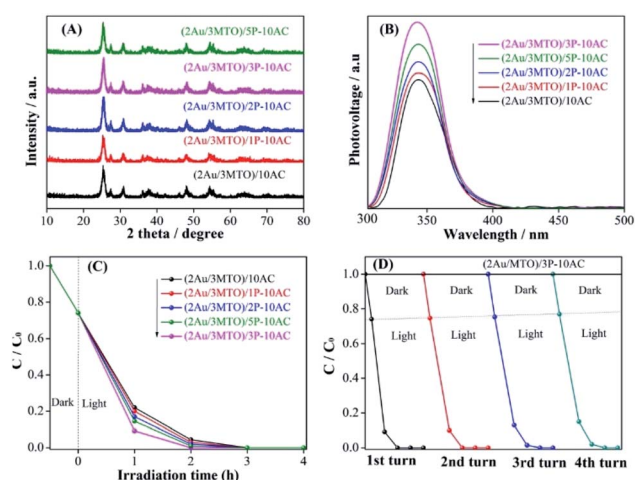 (A)
(2Au/3MTO)/5P-10AC
(2Au/3MTO)/3P-10AC
(2Au/3MTO)/2P-10AC
(2Au/3MTO)/1P-10AC
(2Au/3MTO)/10AC
Intensity / a.u.
10 20 30 40 50 60 70 80
2 theta / degree
(B)
(2Au/3MTO)/3P-10AC
(2Au/3MTO)/5P-10AC
(2Au/3MTO)/2P-10AC
(2Au/3MTO)/1P-10AC
(2Au/3MTO)/10AC
Photovoltage / a.u.
300 350 400 450 500
Wavelength / nm
(C)
(2Au/3MTO)/10AC
(2Au/3MTO)/1P-10AC
(2Au/3MTO)/2P-10AC
(2Au/3MTO)/5P-10AC
(2Au/3MTO)/3P-10AC
C / C0
1.0
0.8
0.6
0.4
0.2
0.0
Dark Light
0 1 2 3 4
Irradiation time (h)
(D)
(2Au/MTO)/3P-10AC
Dark Dark Dark Dark
Light Light Light Light
C / C0
1.0
0.8
0.6
0.4
0.2
0.0
1st turn 2nd turn 3rd turn 4th turn